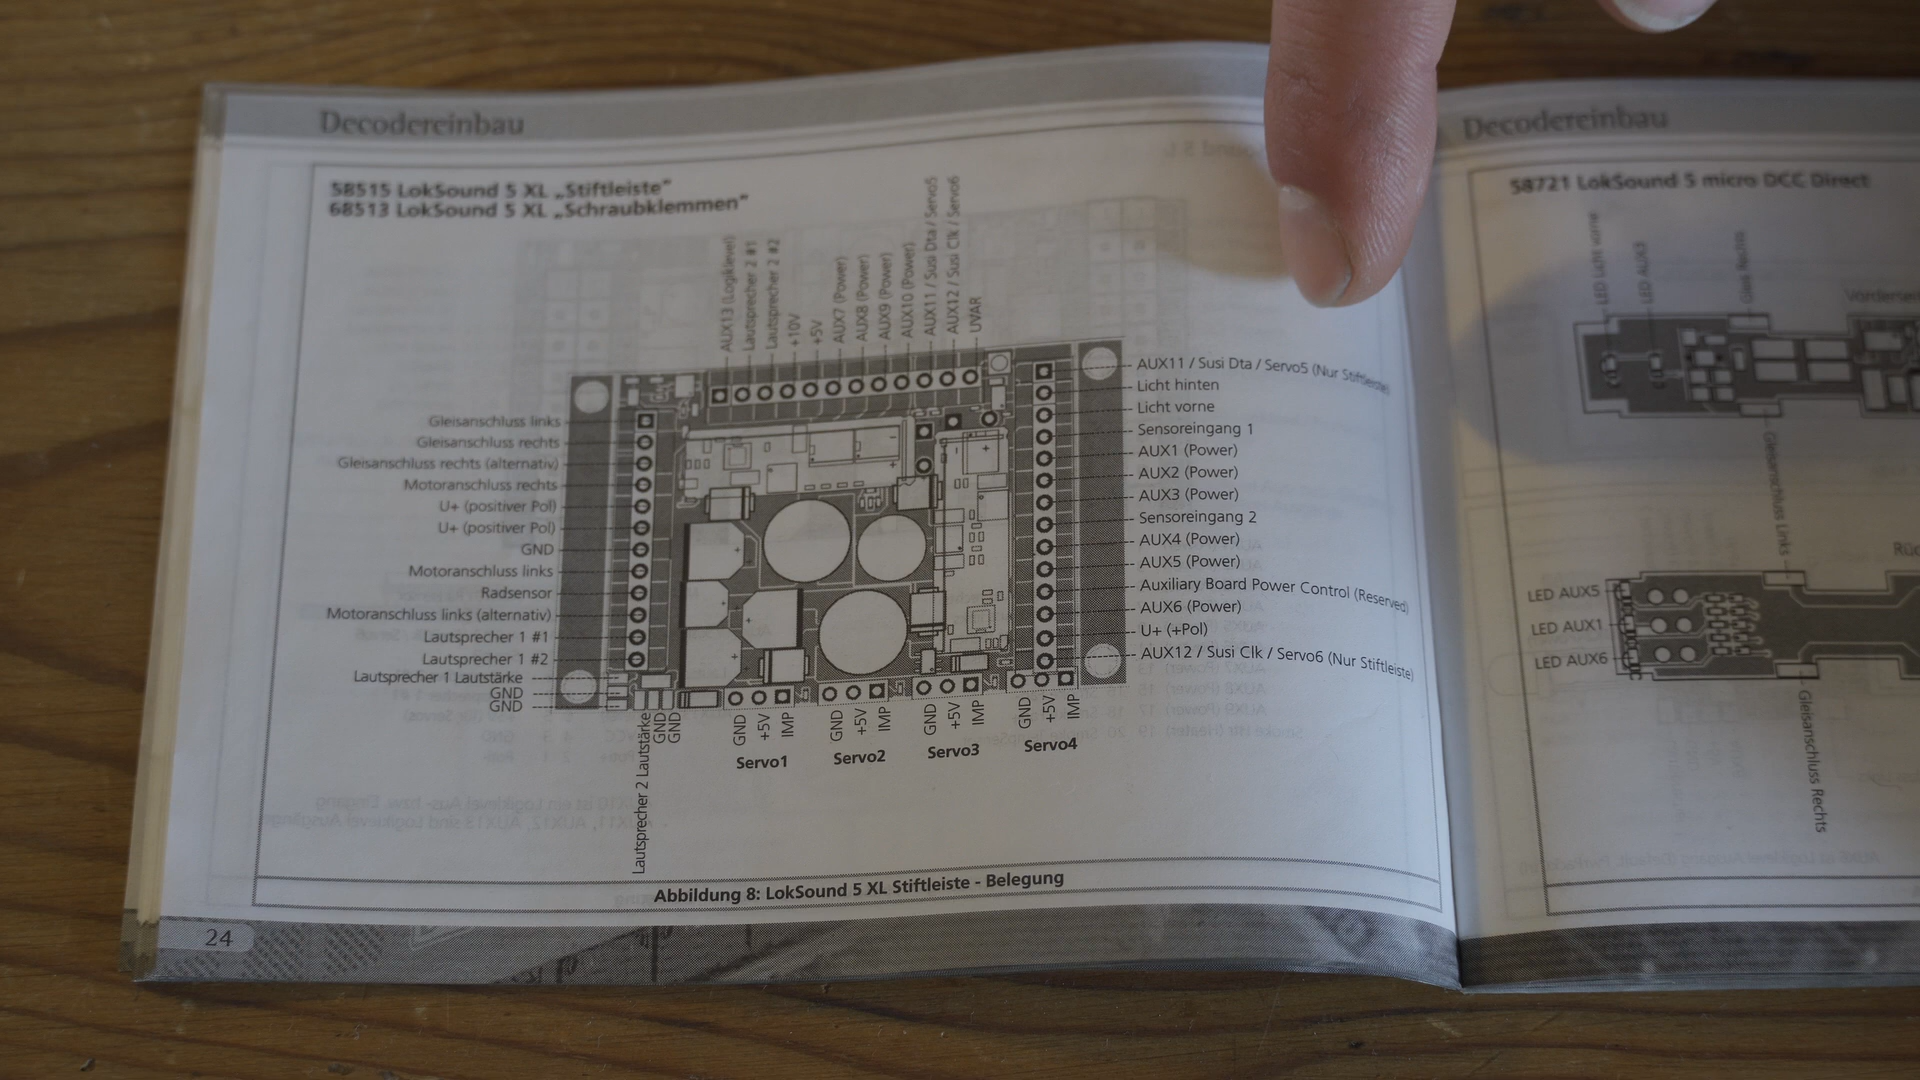 Decodereinbau
58515 LokSound 5 XL „Stiftleiste“
68513 LokSound 5 XL „Schraubklemmen“
AUX13 (Logiklevel)
Lautsprecher 2 #1
Lautsprecher 2 #2
+10V
+5V
AUX7 (Power)
AUX8 (Power)
AUX9 (Power)
AUX10 (Power)
AUX11 / Susi Dta / Servo5
AUX12 / Susi Clk / Servo6
UVAR
Gleisanschluss links
Gleisanschluss rechts
Gleisanschluss rechts (alternativ)
Motoranschluss rechts
U+ (positiver Pol)
U+ (positiver Pol)
GND
Motoranschluss links
Radsensor
Motoranschluss links (alternativ)
Lautsprecher 1 #1
Lautsprecher 1 #2
Lautsprecher 1 Lautstärke
GND
GND
AUX11 / Susi Dta / Servo5 (Nur Stiftleiste)
Licht hinten
Licht vorne
Sensoreingang 1
AUX1 (Power)
AUX2 (Power)
AUX3 (Power)
Sensoreingang 2
AUX4 (Power)
AUX5 (Power)
Auxiliary Board Power Control (Reserved)
AUX6 (Power)
U+ (+Pol)
AUX12 / Susi Clk / Servo6 (Nur Stiftleiste)
Lautsprecher 2 Lautstärke
GND
GND
GND
+5V
IMP
GND
+5V
IMP
GND
+5V
IMP
GND
+5V
IMP
Servo1
Servo2
Servo3
Servo4
Abbildung 8: LokSound 5 XL Stiftleiste - Belegung
24
Decodereinbau
58721 LokSound 5 micro DCC Direct
LED Licht vorne
LED AUX3
Gleis Rechts
Gleisanschluss Links
LED AUX5
LED AUX1
LED AUX6
Gleisanschluss Rechts